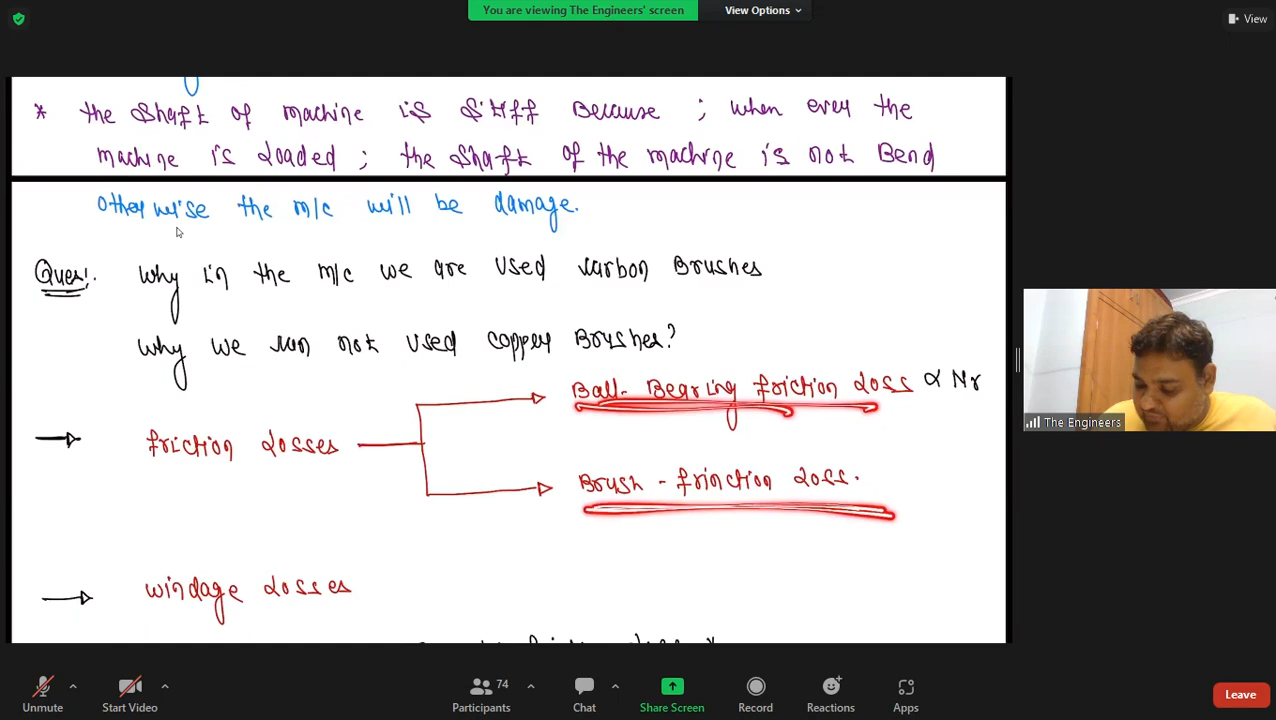 You are viewing The Engineers' screen
View Options
View
* the shaft of machine is stiff Because ; when ever the
machine is Loaded ; the shaft of the machine is not Bend
otherwise the m/c will be damage.
Ques:. why in the m/c we are used carbon Brushes
why we can not used copper Brushes?
Ball-Bearing friction Loss ∝ Nr
friction Losses
Brush - frinction Loss.
windage Losses
The Engineers
Unmute
Start Video
74
Participants
Chat
Share Screen
Record
Reactions
Apps
Leave